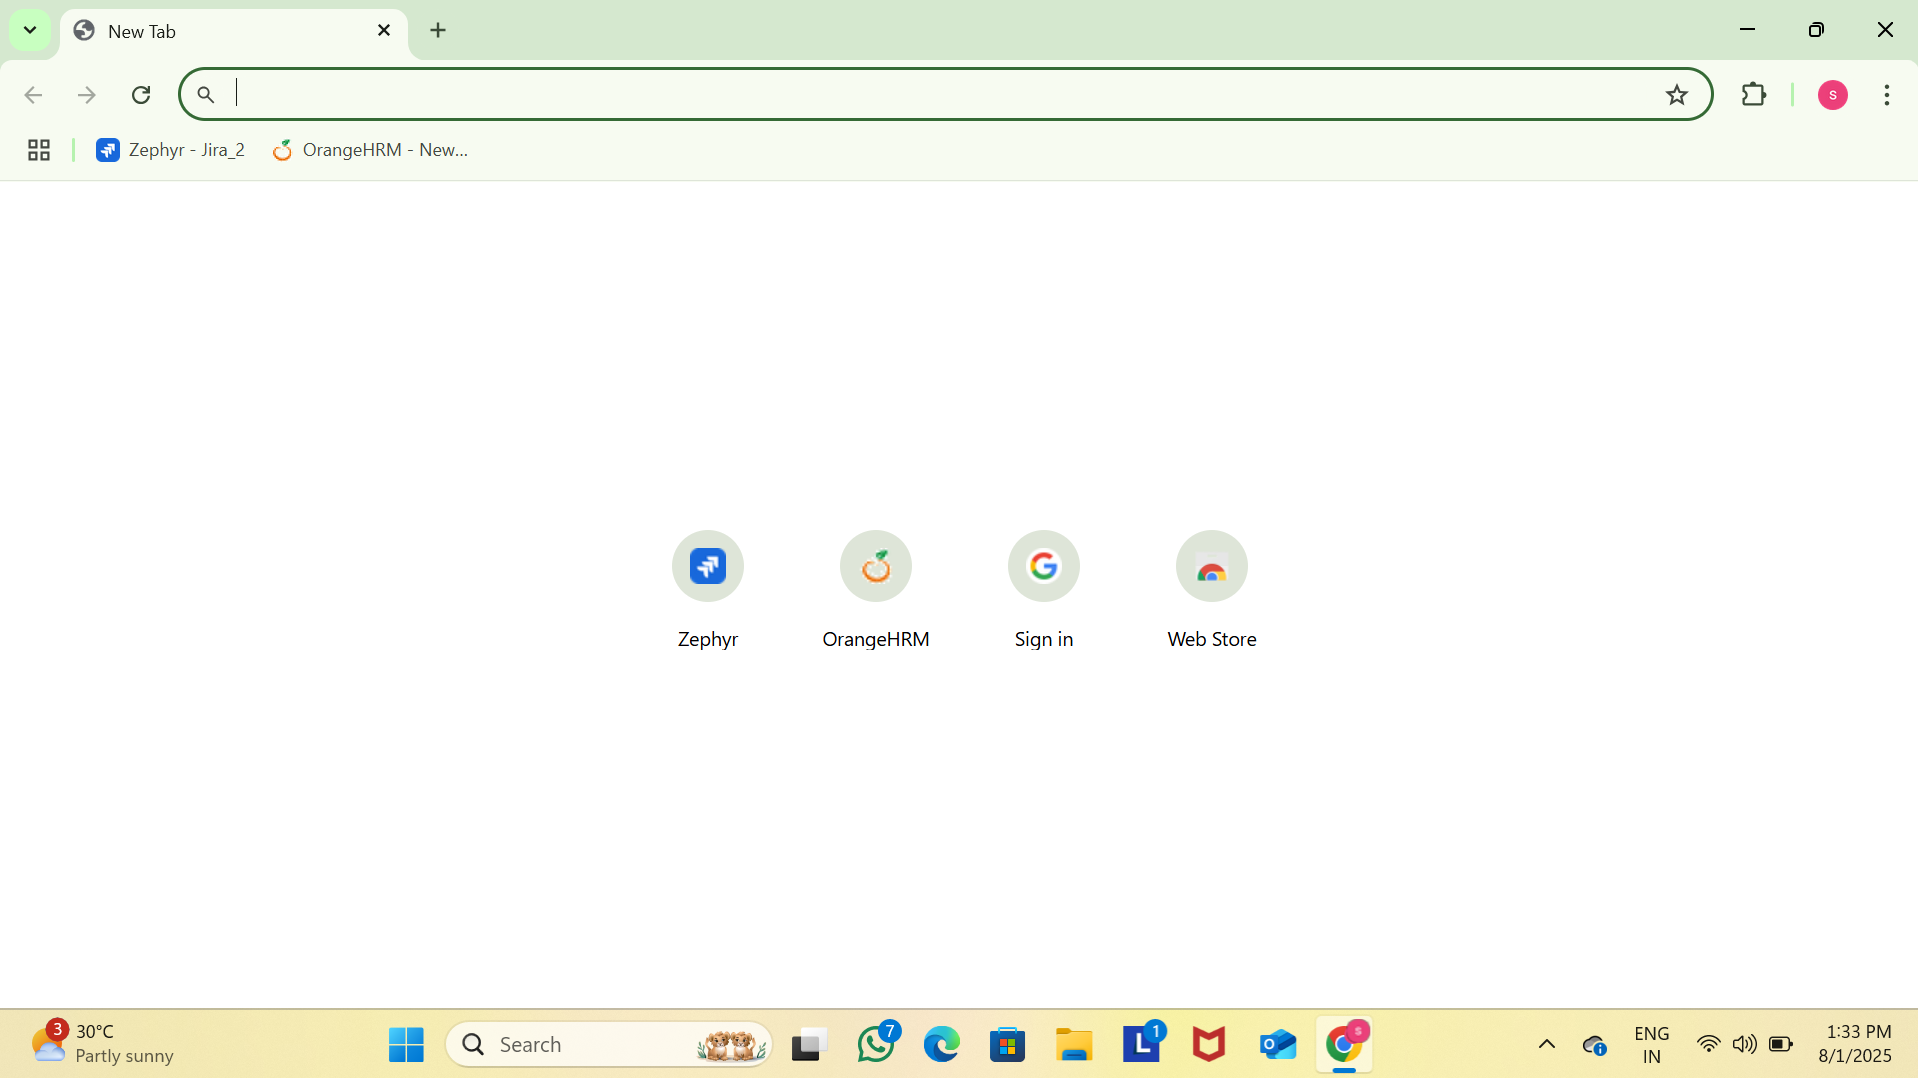 New Tab
S
Zephyr - Jira_2
OrangeHRM - New...
Zephyr
OrangeHRM
Sign in
Web Store
3
30°C
Partly sunny
Search
7
L
1
S
ENG
IN
1:33 PM
8/1/2025